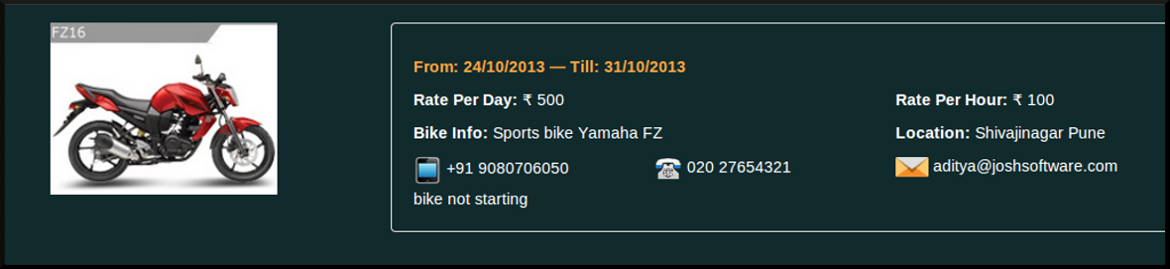 FZ16
From: 24/10/2013 — Till: 31/10/2013
Rate Per Day: ₹ 500 Rate Per Hour: ₹ 100
Bike Info: Sports bike Yamaha FZ Location: Shivajinagar Pune
+91 9080706050 020 27654321 aditya@joshsoftware.com
bike not starting